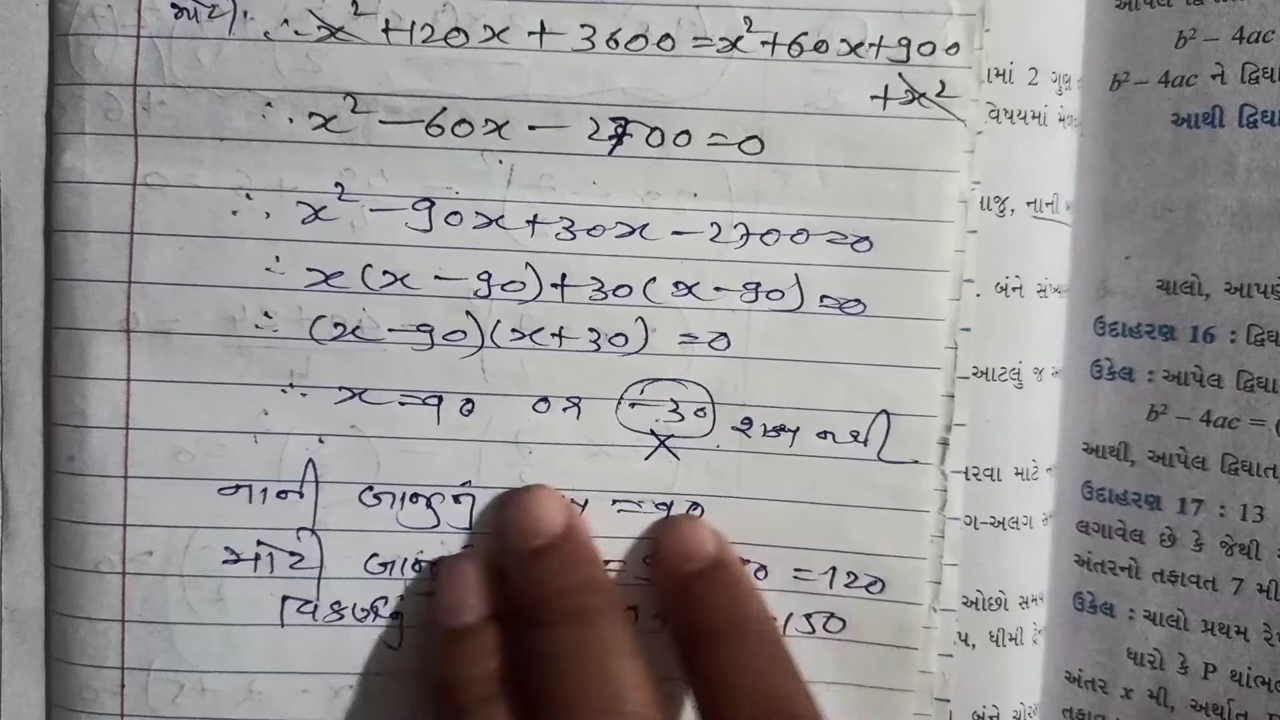 મોટી ∴ x² + 120x + 3600 = x² + 60x + 900
+ x²
∴ x² - 60x - 2700 = 0
∴ x² - 90x + 30x - 2700 = 0
∴ x(x - 90) + 30(x - 90) = 0
∴ (x - 90)(x + 30) = 0
∴ x = 90 or - 30 શક્ય નથી
નાની બાજુનું = 90
મોટી = 120
વિકર્ણનું 150
માં 2 ગુણ
વિષયમાં
બાજુ, નાની
બંને
આટલું જ
કરવા માટે
ગ-અલગ
ઓછો સમ
પ, ધીમી
બંને
b² – 4ac
b² – 4ac ને દ્વિઘા
આથી દ્વિઘા
ચાલો, આપણે
ઉદાહરણ 16 : દ્વિઘ
ઉકેલ : આપેલ દ્વિઘા
b² – 4ac = (
આથી, આપેલ દ્વિઘાત
ઉદાહરણ 17 : 13
લગાવેલ છે કે જેથી
અંતરનો તફાવત 7 મી
ઉકેલ : ચાલો પ્રથમ રે
ધારો કે P થાંભ
અંતર x મી, અર્થાત
તફાવ